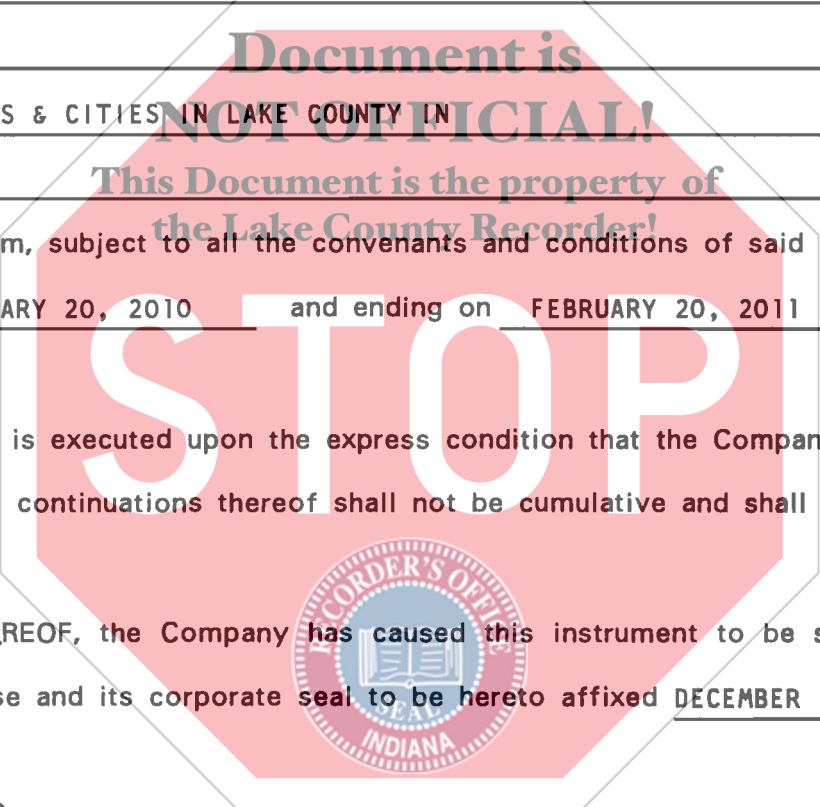 Document is
S & CITIES IN LAKE COUNTY IN
NOT OFFICIAL!
This Document is the property of
the Lake County Recorder!
m, subject to all the convenants and conditions of said
ARY 20, 2010 and ending on FEBRUARY 20, 2011
STOP
is executed upon the express condition that the Compan
continuations thereof shall not be cumulative and shall
REOF, the Company has caused this instrument to be s
se and its corporate seal to be hereto affixed DECEMBER
RECORDER'S OFFICE
SEAL
INDIANA